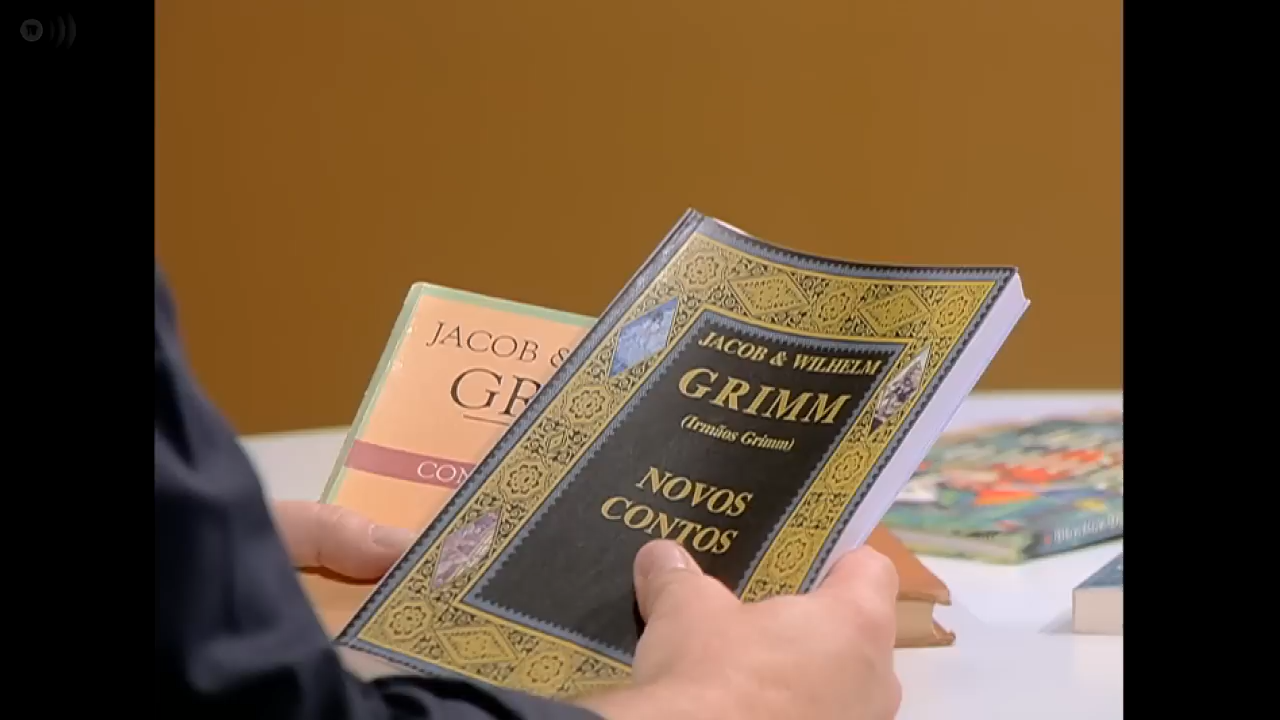 JACOB &
GR
CON
JACOB & WILHELM
GRIMM
(Irmãos Grimm)
NOVOS
CONTOS